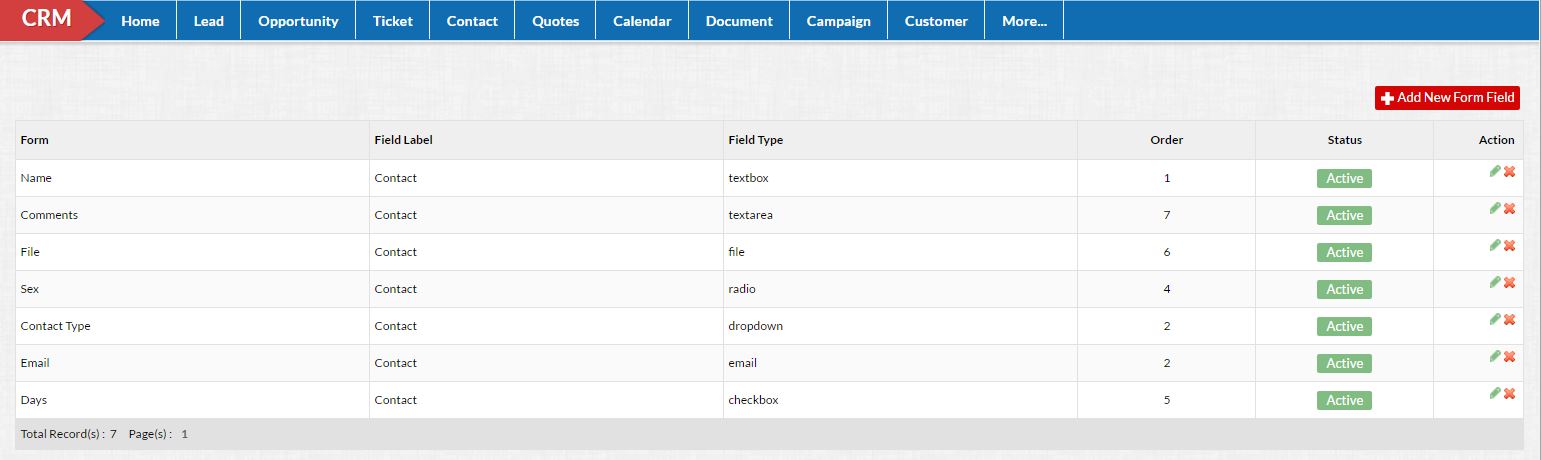 CRM Home Lead Opportunity Ticket Contact Quotes Calendar Document Campaign Customer More...
Add New Form Field
Form Field Label Field Type Order Status Action
Name Contact textbox 1 Active
Comments Contact textarea 7 Active
File Contact file 6 Active
Sex Contact radio 4 Active
Contact Type Contact dropdown 2 Active
Email Contact email 2 Active
Days Contact checkbox 5 Active
Total Record(s) : 7 Page(s) : 1